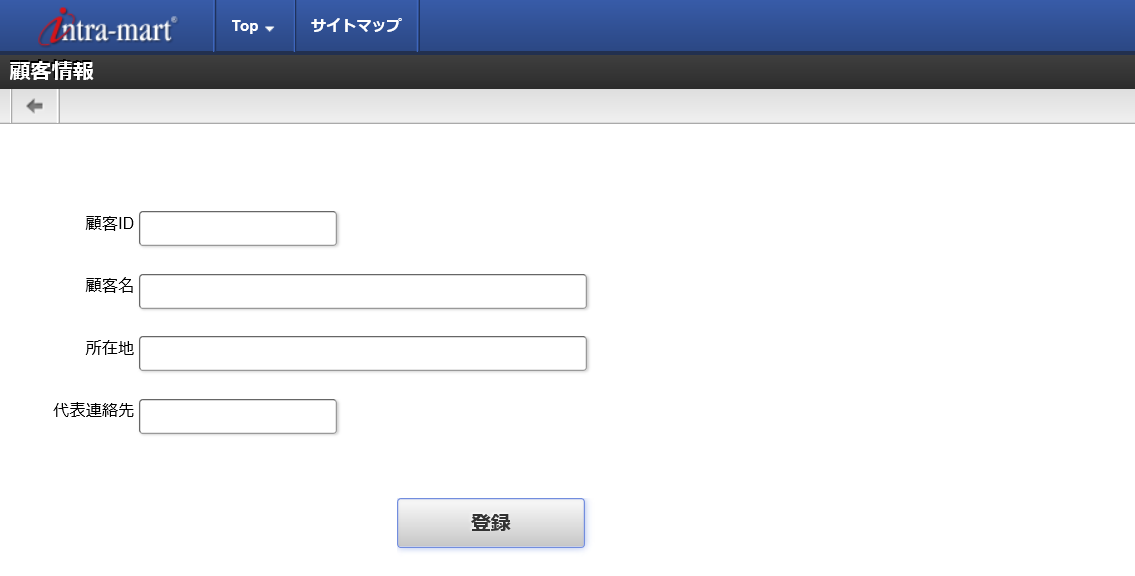 intra-mart® Top サイトマップ
顧客情報
顧客ID
顧客名
所在地
代表連絡先
登録